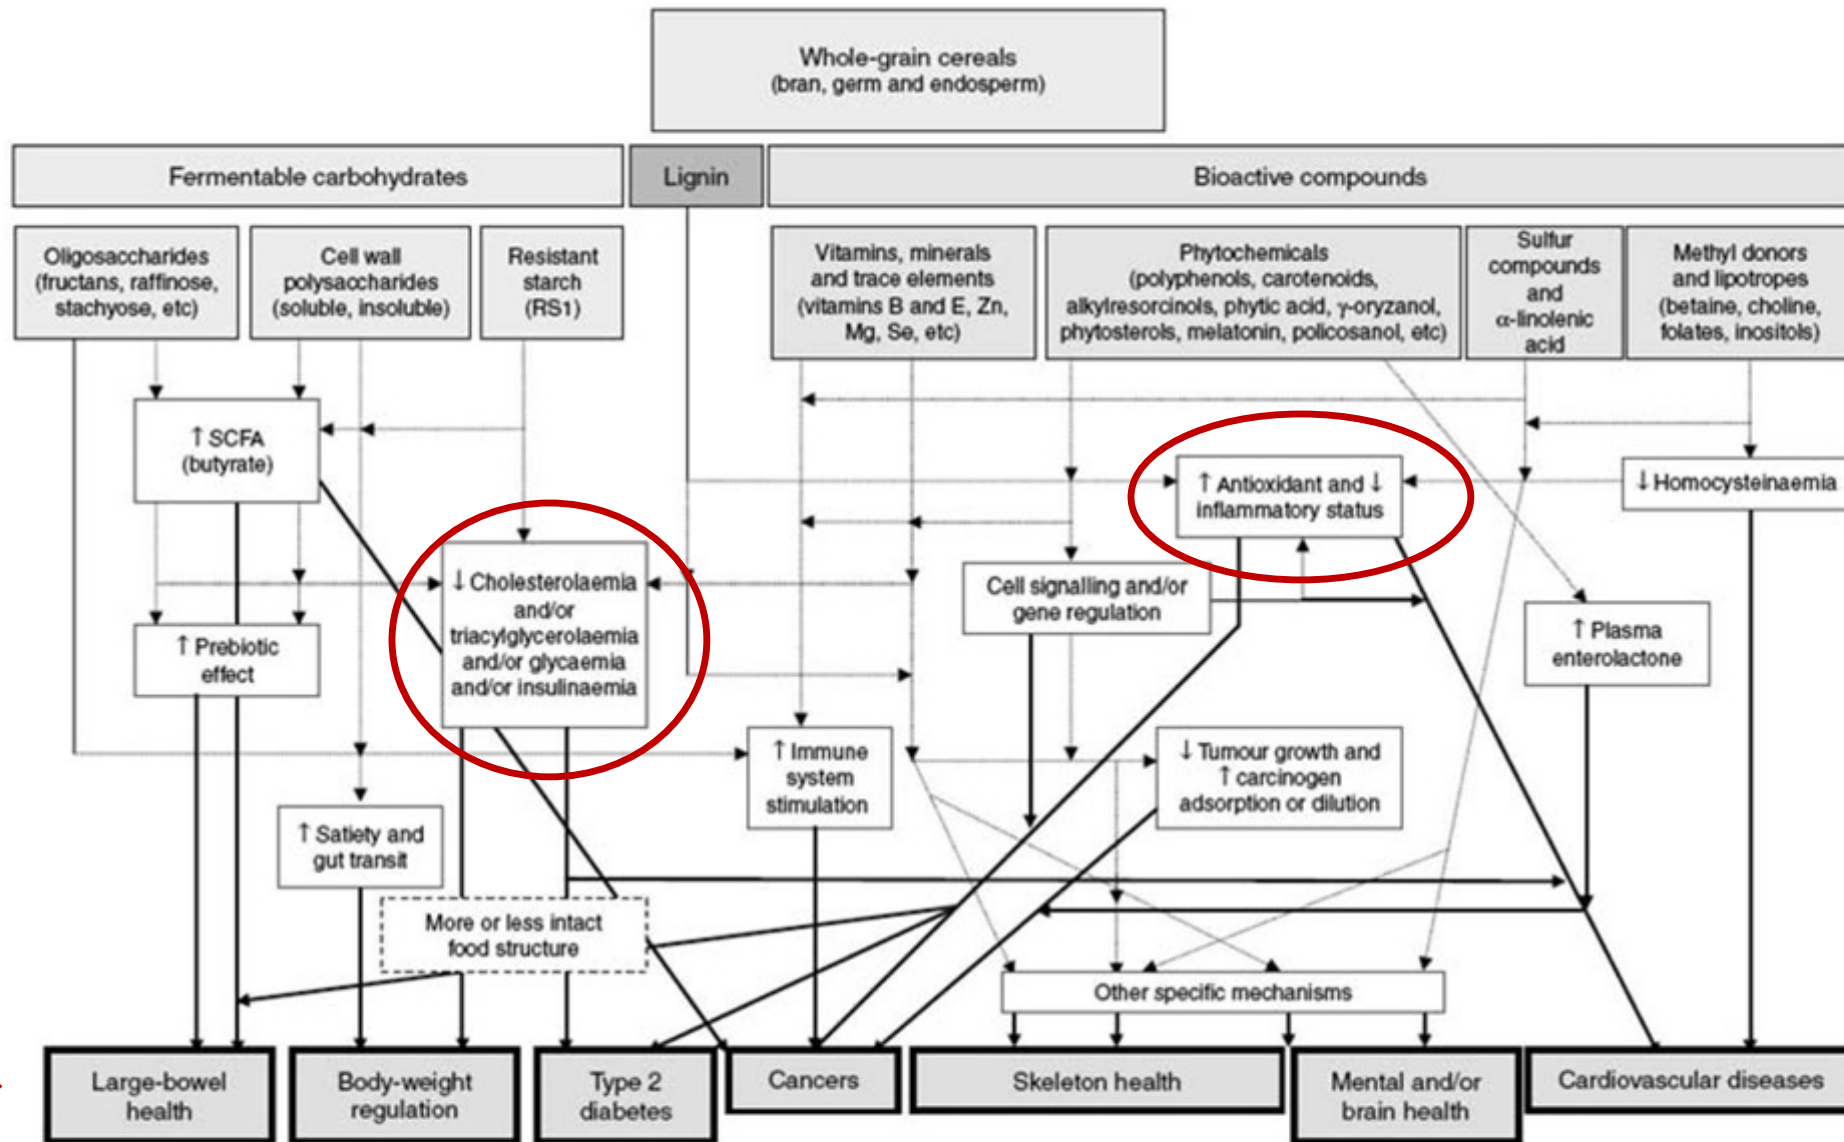 Whole-grain cereals
(bran, germ and endosperm)
Fermentable carbohydrates
Lignin
Bioactive compounds
Oligosaccharides
(fructans, raffinose,
stachyose, etc)
Cell wall
polysaccharides
(soluble, insoluble)
Resistant
starch
(RS1)
Vitamins, minerals
and trace elements
(vitamins B and E, Zn,
Mg, Se, etc)
Phytochemicals
(polyphenols, carotenoids,
alkylresorcinols, phytic acid, γ-oryzanol,
phytosterols, melatonin, policosanol, etc)
Sulfur
compounds
and
α-linolenic
acid
Methyl donors
and lipotropes
(betaine, choline,
folates, inositols)
↑ SCFA
(butyrate)
↑ Antioxidant and ↓
inflammatory status
↓ Homocysteinaemia
↓ Cholesterolaemia
and/or
triacylglycerolaemia
and/or glycaemia
and/or insulinaemia
Cell signalling and/or
gene regulation
↑ Prebiotic
effect
↑ Plasma
enterolactone
↑ Immune
system
stimulation
↓ Tumour growth and
↑ carcinogen
adsorption or dilution
↑ Satiety and
gut transit
More or less intact
food structure
Other specific mechanisms
Large-bowel
health
Body-weight
regulation
Type 2
diabetes
Cancers
Skeleton health
Mental and/or
brain health
Cardiovascular diseases